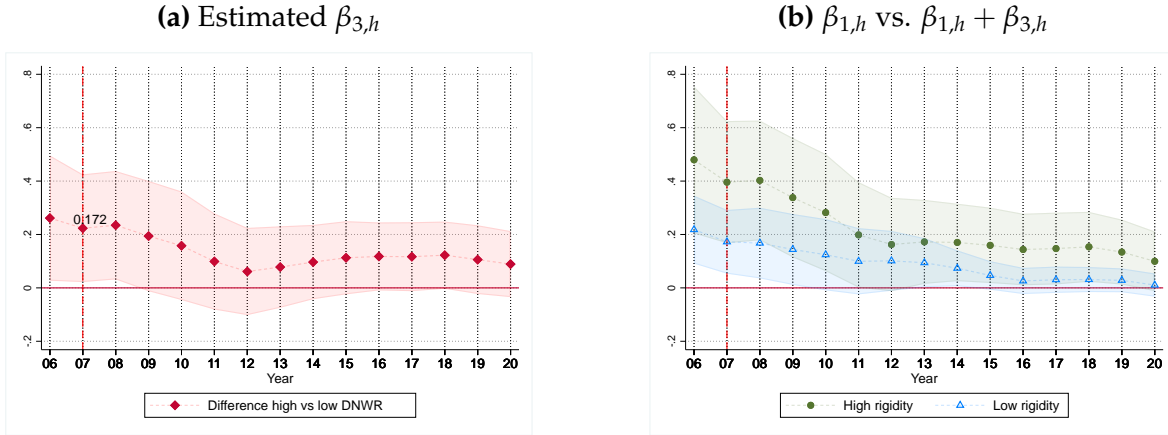 (a) Estimated β3,h
.8
.6
.4
.2
0
-.2
0.172
06 07 08 09 10 11 12 13 14 15 16 17 18 19 20
Year
Difference high vs low DNWR
(b) β1,h vs. β1,h + β3,h
.8
.6
.4
.2
0
-.2
06 07 08 09 10 11 12 13 14 15 16 17 18 19 20
Year
High rigidity Low rigidity